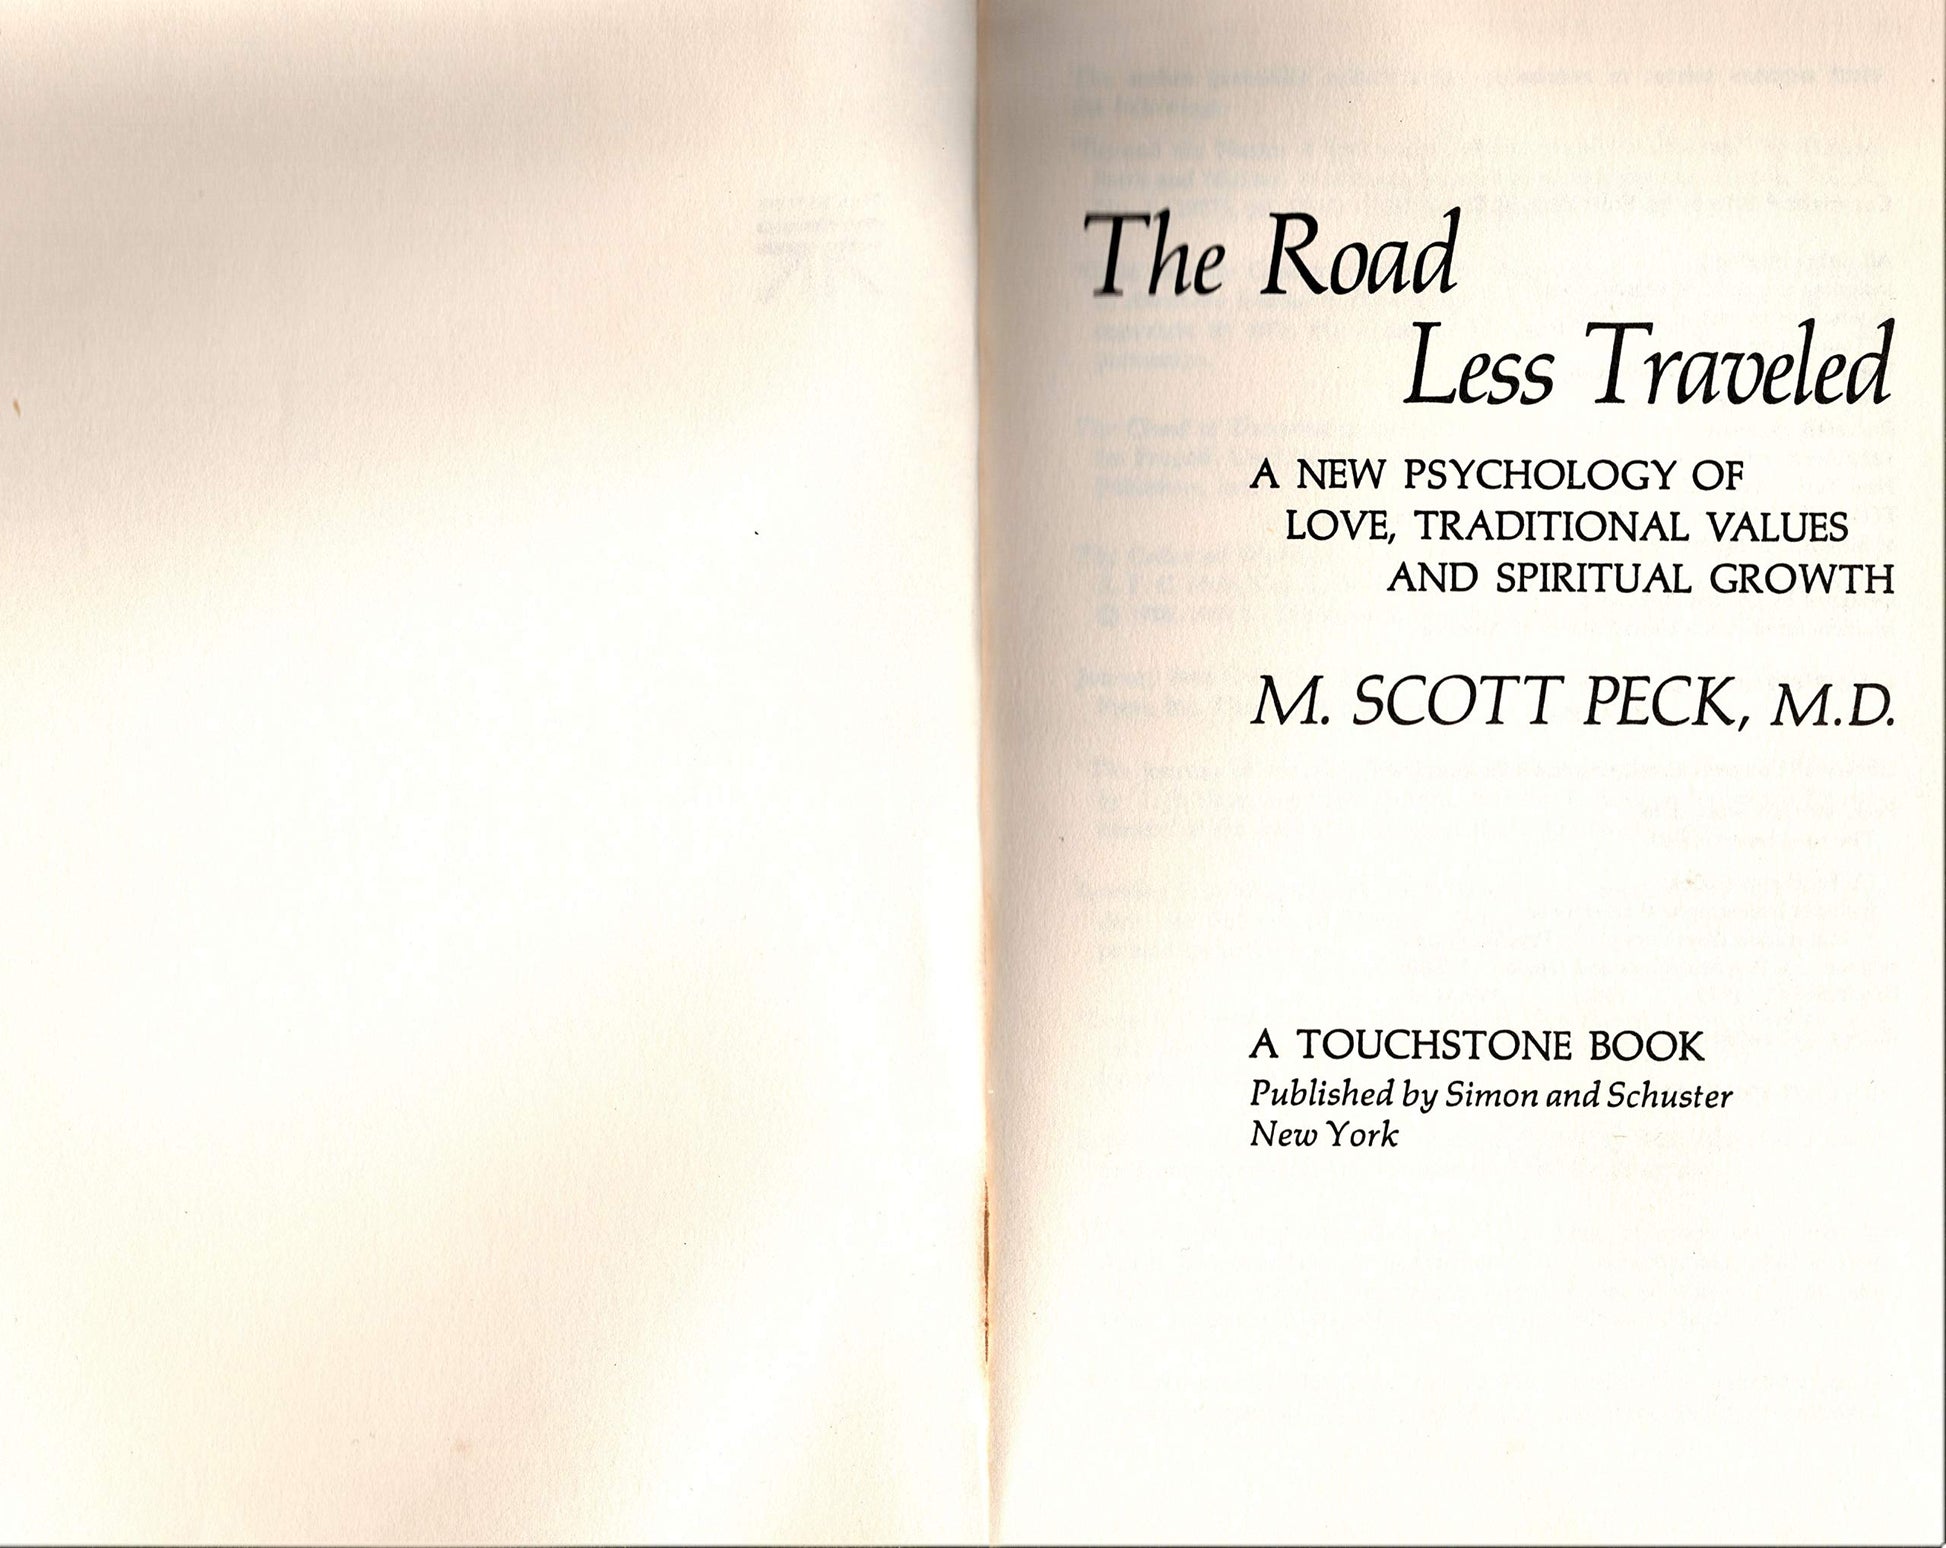 The Road
Less Traveled
A NEW PSYCHOLOGY OF
LOVE, TRADITIONAL VALUES
AND SPIRITUAL GROWTH
M. SCOTT PECK, M.D.
A TOUCHSTONE BOOK
Published by Simon and Schuster
New York